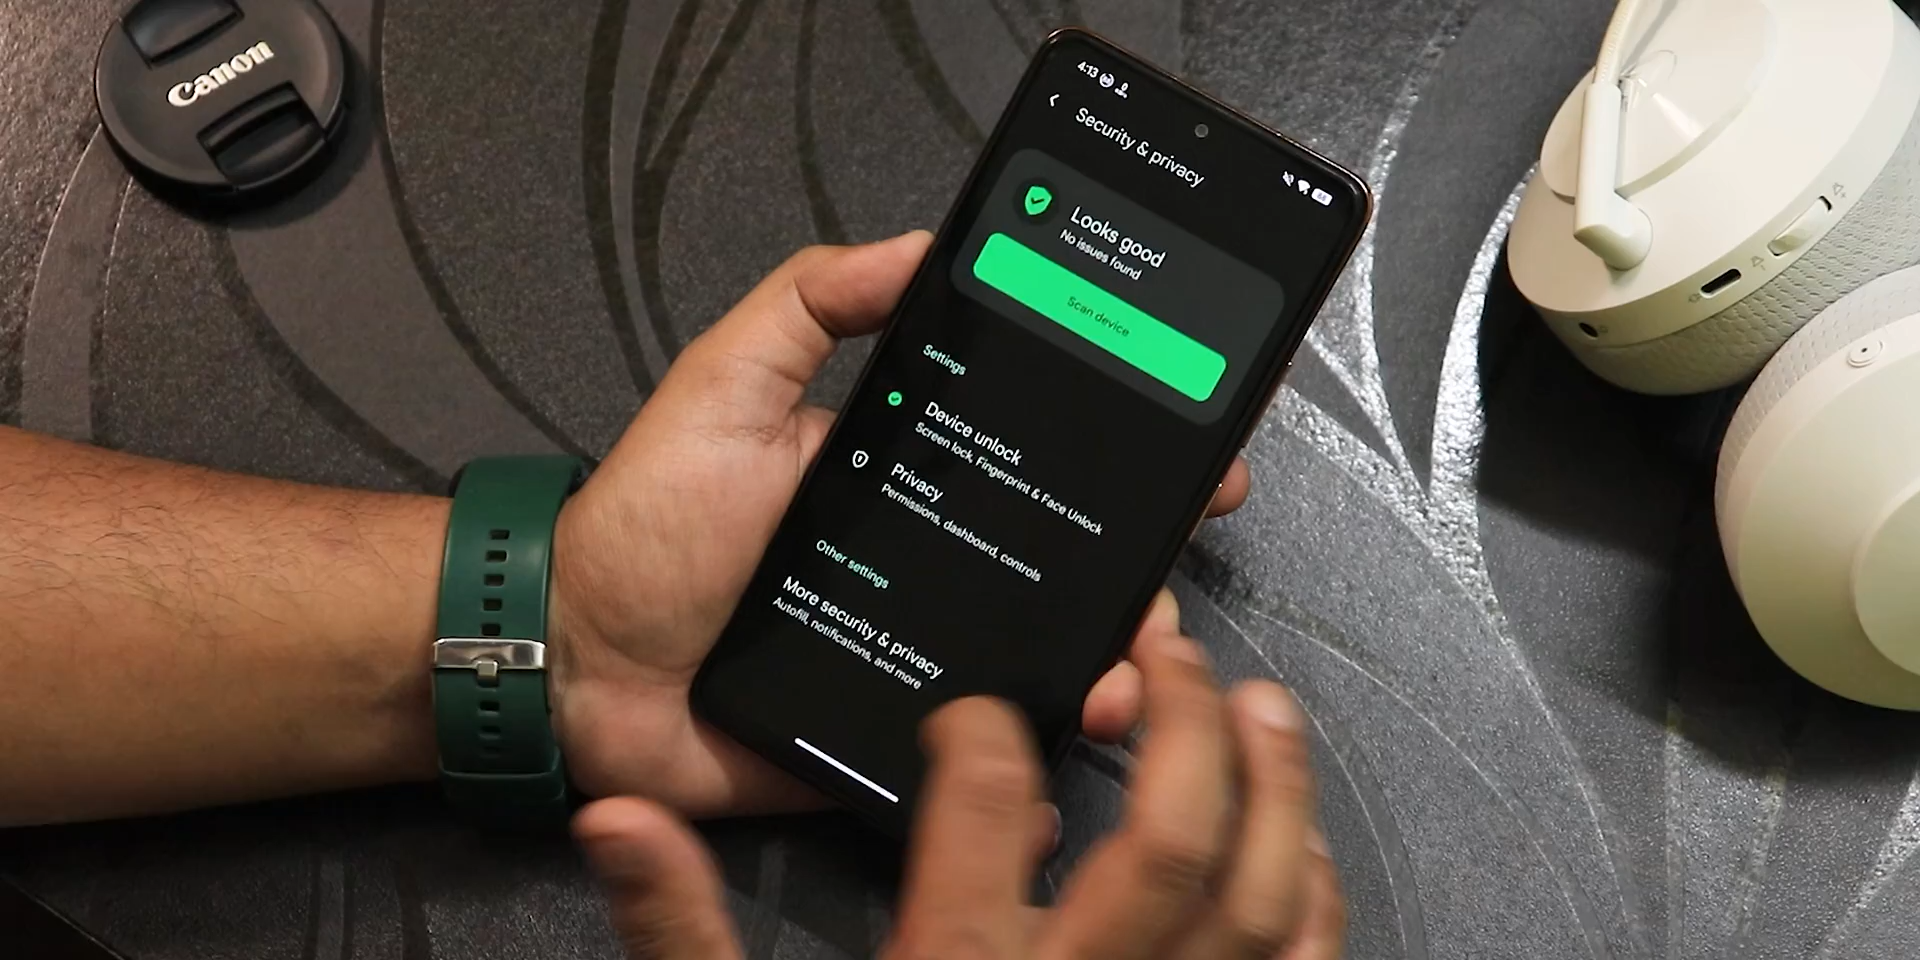 Canon
4:13
Security & privacy
Looks good
No issues found
Scan device
Settings
Device unlock
Screen lock, Fingerprint & Face Unlock
Privacy
Permissions, dashboard, controls
Other settings
More security & privacy
Autofill, notifications, and more